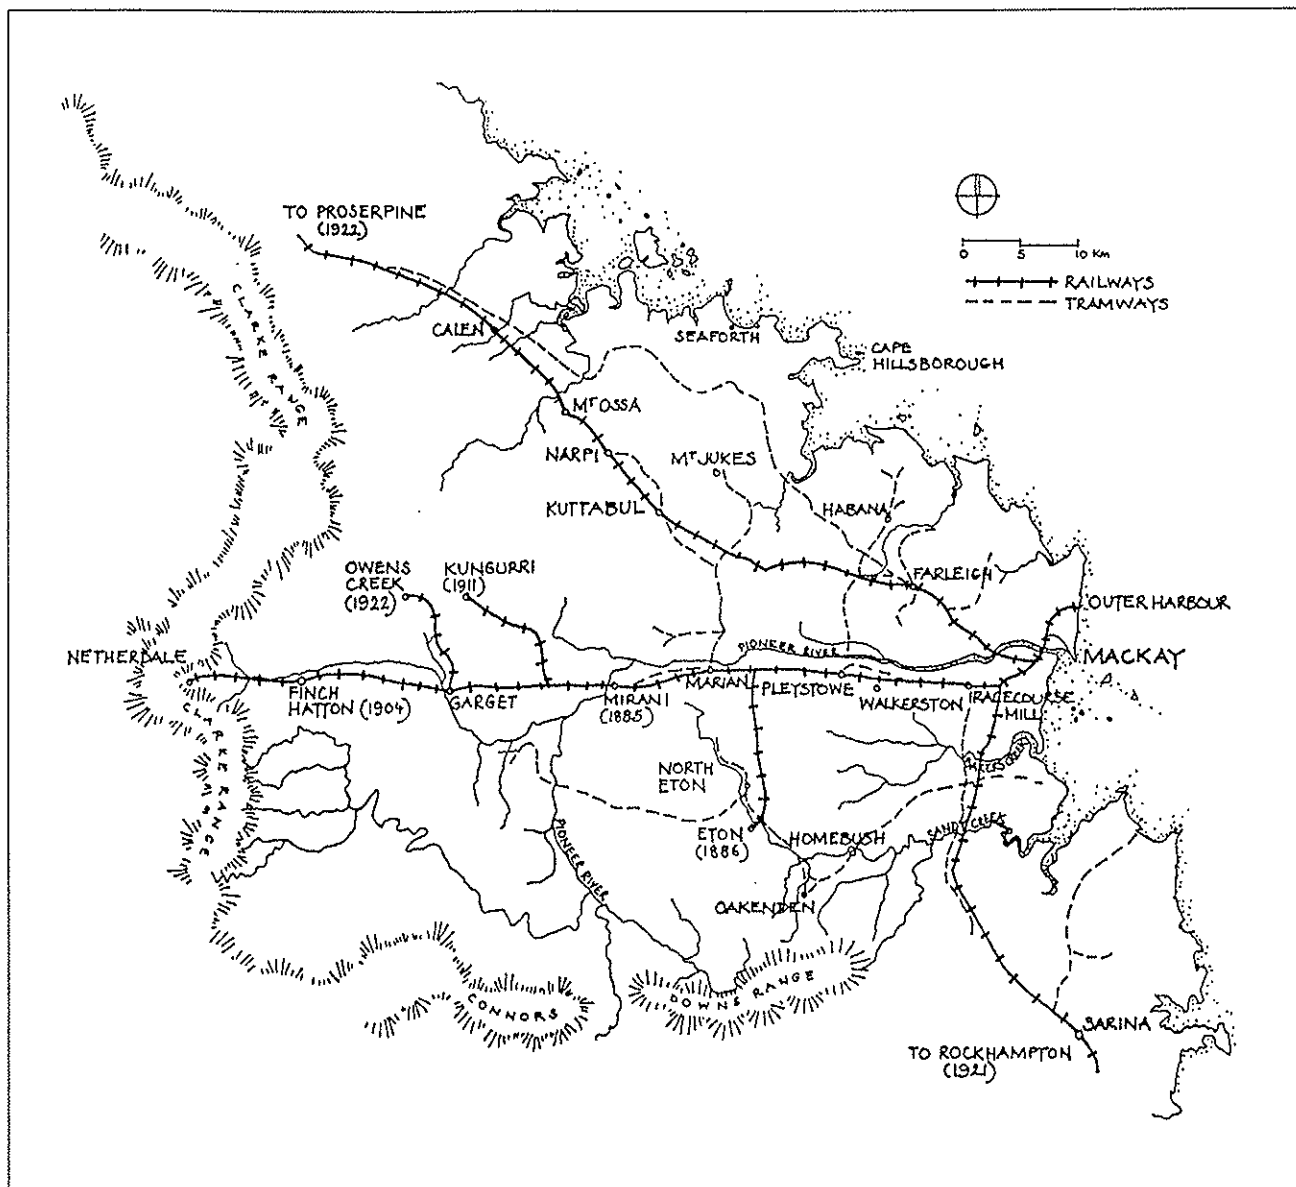 TO PROSERPINE
(1922)
CLARKE RANGE
CALEN
SEAFORTH
CAPE
HILLSBOROUGH
0 5 10 Km
RAILWAYS
TRAMWAYS
Mᵀ OSSA
NARPI
Mᵀ JUKES
KUTTABUL
HABANA
OWENS
CREEK
(1922)
KUNGURRI
(1911)
FARLEIGH
OUTER HARBOUR
PIONEER RIVER
MACKAY
NETHERDALE
FINCH
HATTON (1904)
GARGET
MIRANI
(1885)
MARIAN
PLEYSTOWE
WALKERSTON
RACECOURSE
MILL
CLARKE RANGE
NORTH
ETON
ETON
(1886)
HOMEBUSH
SANDY CREEK
PIONEER RIVER
OAKENDEN
CONNORS
DOWNS RANGE
SARINA
TO ROCKHAMPTON
(1921)